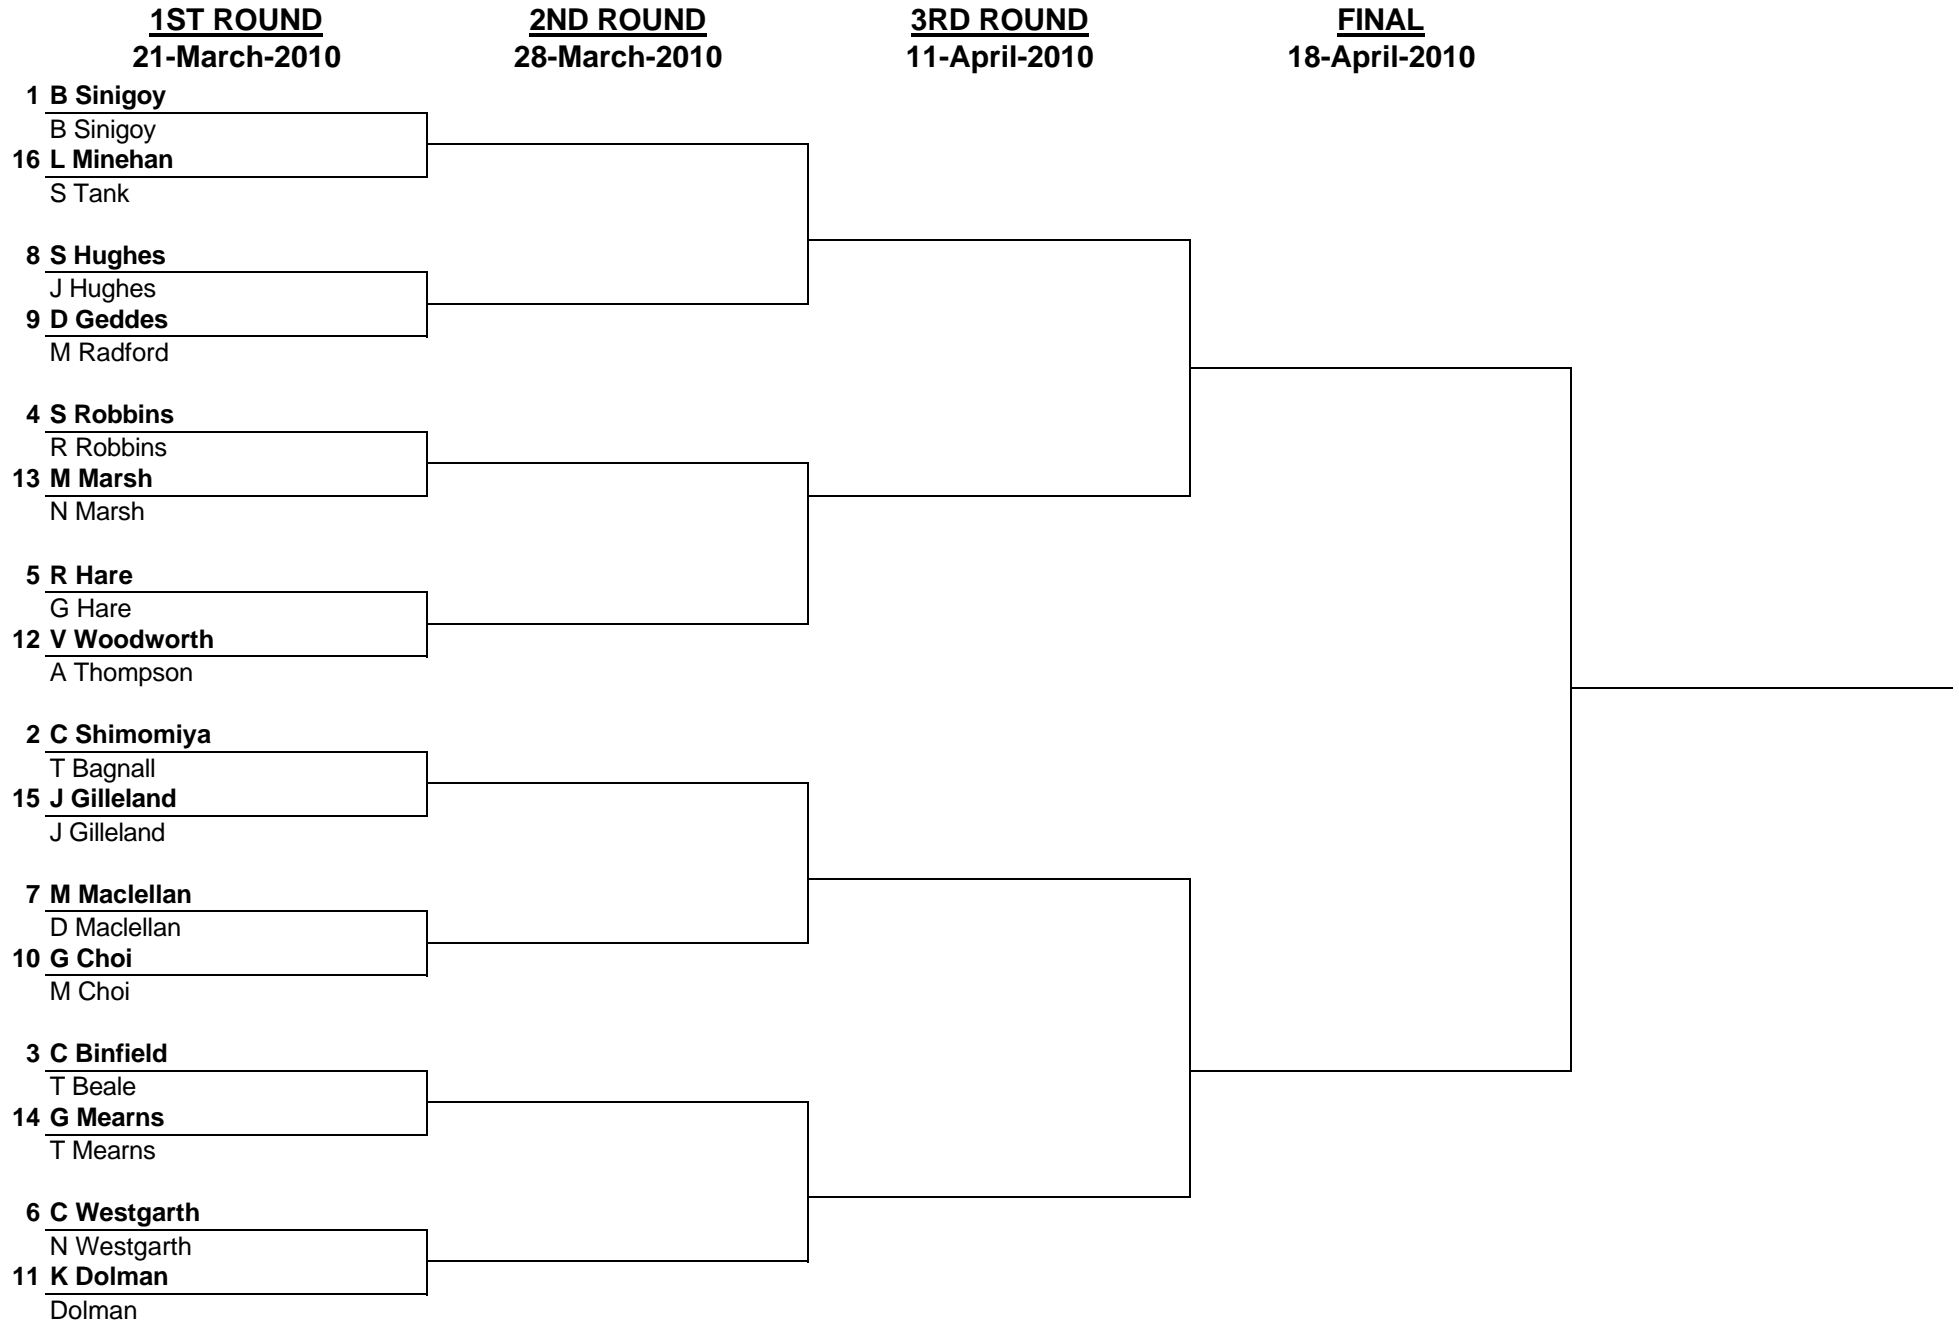 1ST ROUND 2ND ROUND 3RD ROUND FINAL
21-March-2010 28-March-2010 11-April-2010 18-April-2010
1 B Sinigoy
B Sinigoy
16 L Minehan
S Tank
8 S Hughes
J Hughes
9 D Geddes
M Radford
4 S Robbins
R Robbins
13 M Marsh
N Marsh
5 R Hare
G Hare
12 V Woodworth
A Thompson
2 C Shimomiya
T Bagnall
15 J Gilleland
J Gilleland
7 M Maclellan
D Maclellan
10 G Choi
M Choi
3 C Binfield
T Beale
14 G Mearns
T Mearns
6 C Westgarth
N Westgarth
11 K Dolman
Dolman